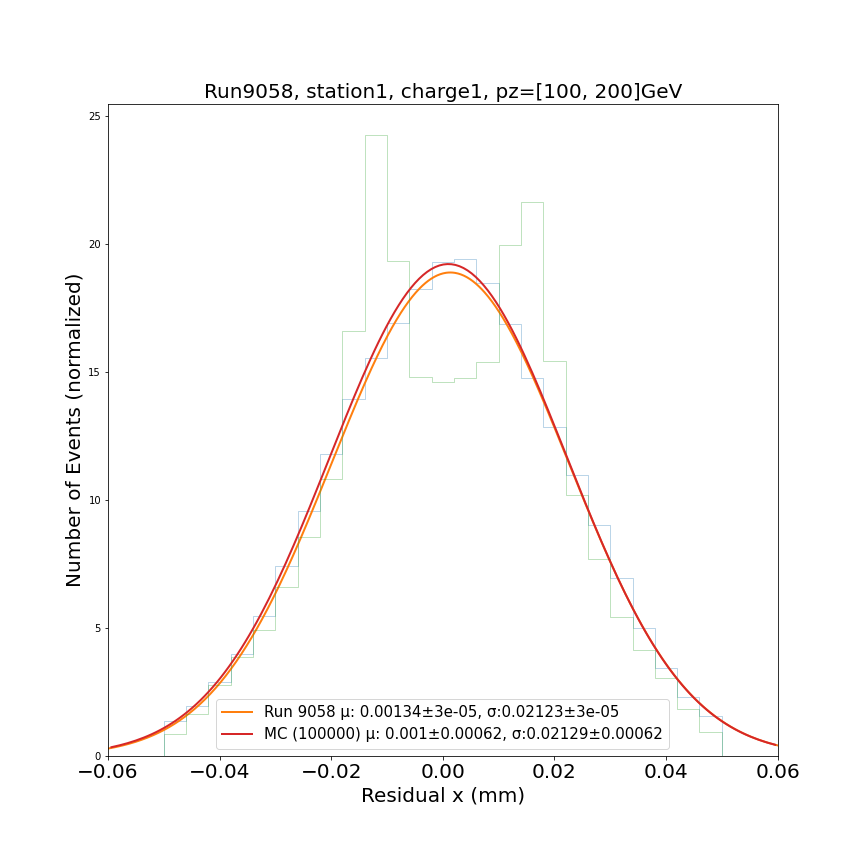 Run9058, station1, charge1, pz=[100, 200]GeV
25
20
15
10
5
0
Number of Events (normalized)
Run 9058 μ: 0.00134±3e-05, σ:0.02123±3e-05
MC (100000) μ: 0.001±0.00062, σ:0.02129±0.00062
−0.06 −0.04 −0.02 0.00 0.02 0.04 0.06
Residual x (mm)